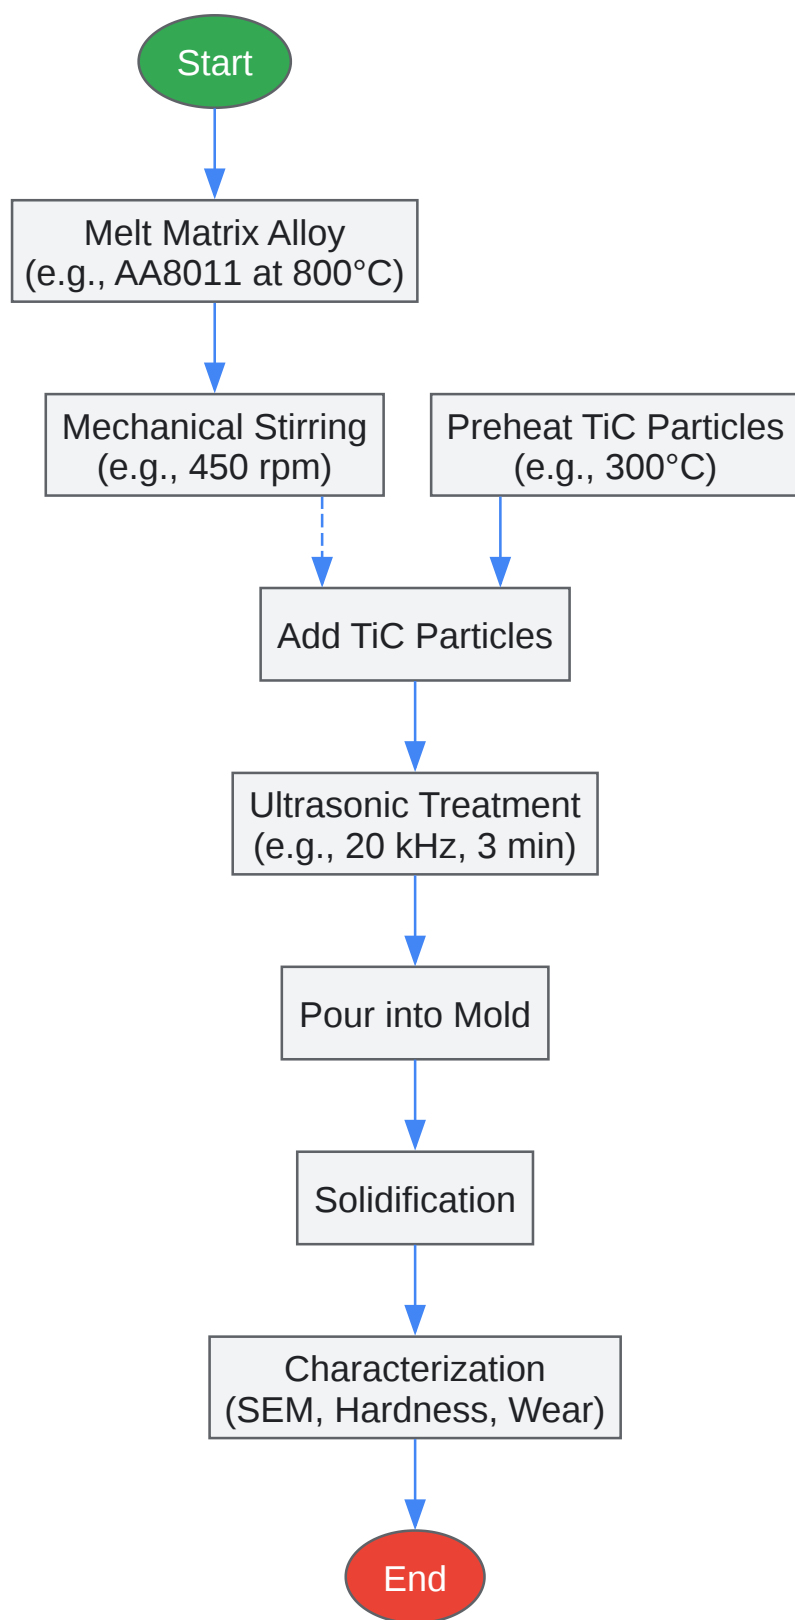 Start
Melt Matrix Alloy
(e.g., AA8011 at 800°C)
Mechanical Stirring
(e.g., 450 rpm)
Preheat TiC Particles
(e.g., 300°C)
Add TiC Particles
Ultrasonic Treatment
(e.g., 20 kHz, 3 min)
Pour into Mold
Solidification
Characterization
(SEM, Hardness, Wear)
End